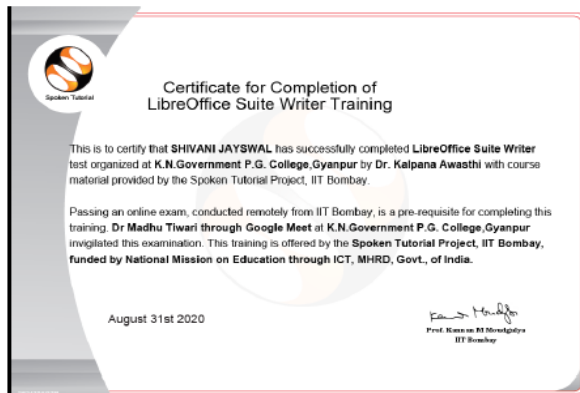 Spoken Tutorial
Certificate for Completion of
LibreOffice Suite Writer Training
This is to certify that SHIVANI JAYSWAL has successfully completed LibreOffice Suite Writer
test organized at K.N.Government P.G. College,Gyanpur by Dr. Kalpana Awasthi with course
material provided by the Spoken Tutorial Project, IIT Bombay.
Passing an online exam, conducted remotely from IIT Bombay, is a pre-requisite for completing this
training. Dr Madhu Tiwari through Google Meet at K.N.Government P.G. College,Gyanpur
invigilated this examination. This training is offered by the Spoken Tutorial Project, IIT Bombay,
funded by National Mission on Education through ICT, MHRD, Govt., of India.
August 31st 2020
Prof. Kannan M Moudgalya
IIT Bombay